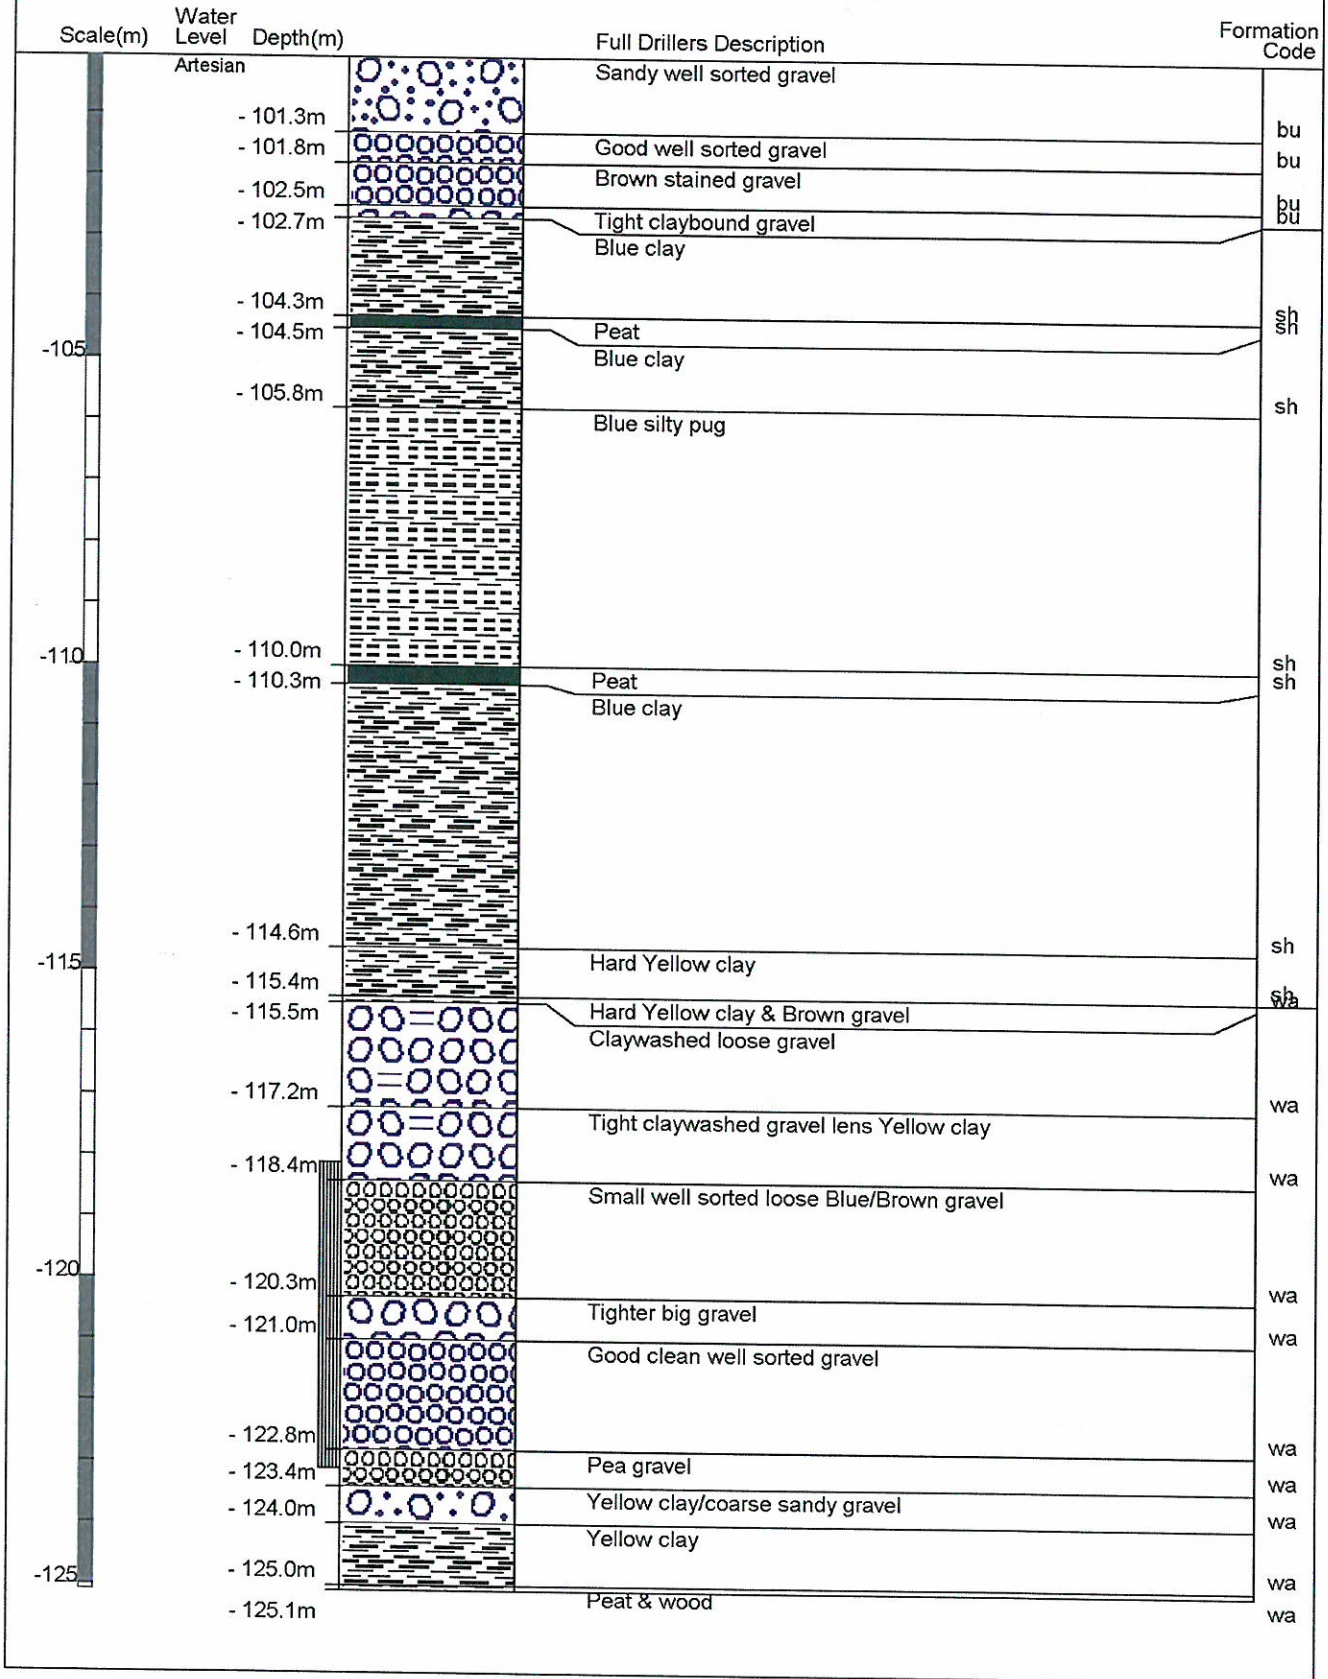 Scale(m) Water Level Depth(m) Full Drillers Description Formation Code
Artesian Sandy well sorted gravel
- 101.3m bu
- 101.8m Good well sorted gravel bu
Brown stained gravel
- 102.5m bu
- 102.7m Tight claybound gravel bu
Blue clay
- 104.3m sh
- 104.5m Peat sh
-105 Blue clay
- 105.8m sh
Blue silty pug
-110 - 110.0m sh
- 110.3m Peat sh
Blue clay
- 114.6m sh
-115 Hard Yellow clay
- 115.4m sh
- 115.5m Hard Yellow clay & Brown gravel wa
Claywashed loose gravel
- 117.2m wa
Tight claywashed gravel lens Yellow clay
- 118.4m wa
Small well sorted loose Blue/Brown gravel
-120 - 120.3m wa
Tighter big gravel
- 121.0m wa
Good clean well sorted gravel
- 122.8m wa
Pea gravel
- 123.4m wa
Yellow clay/coarse sandy gravel
- 124.0m wa
Yellow clay
-125 - 125.0m wa
Peat & wood
- 125.1m wa